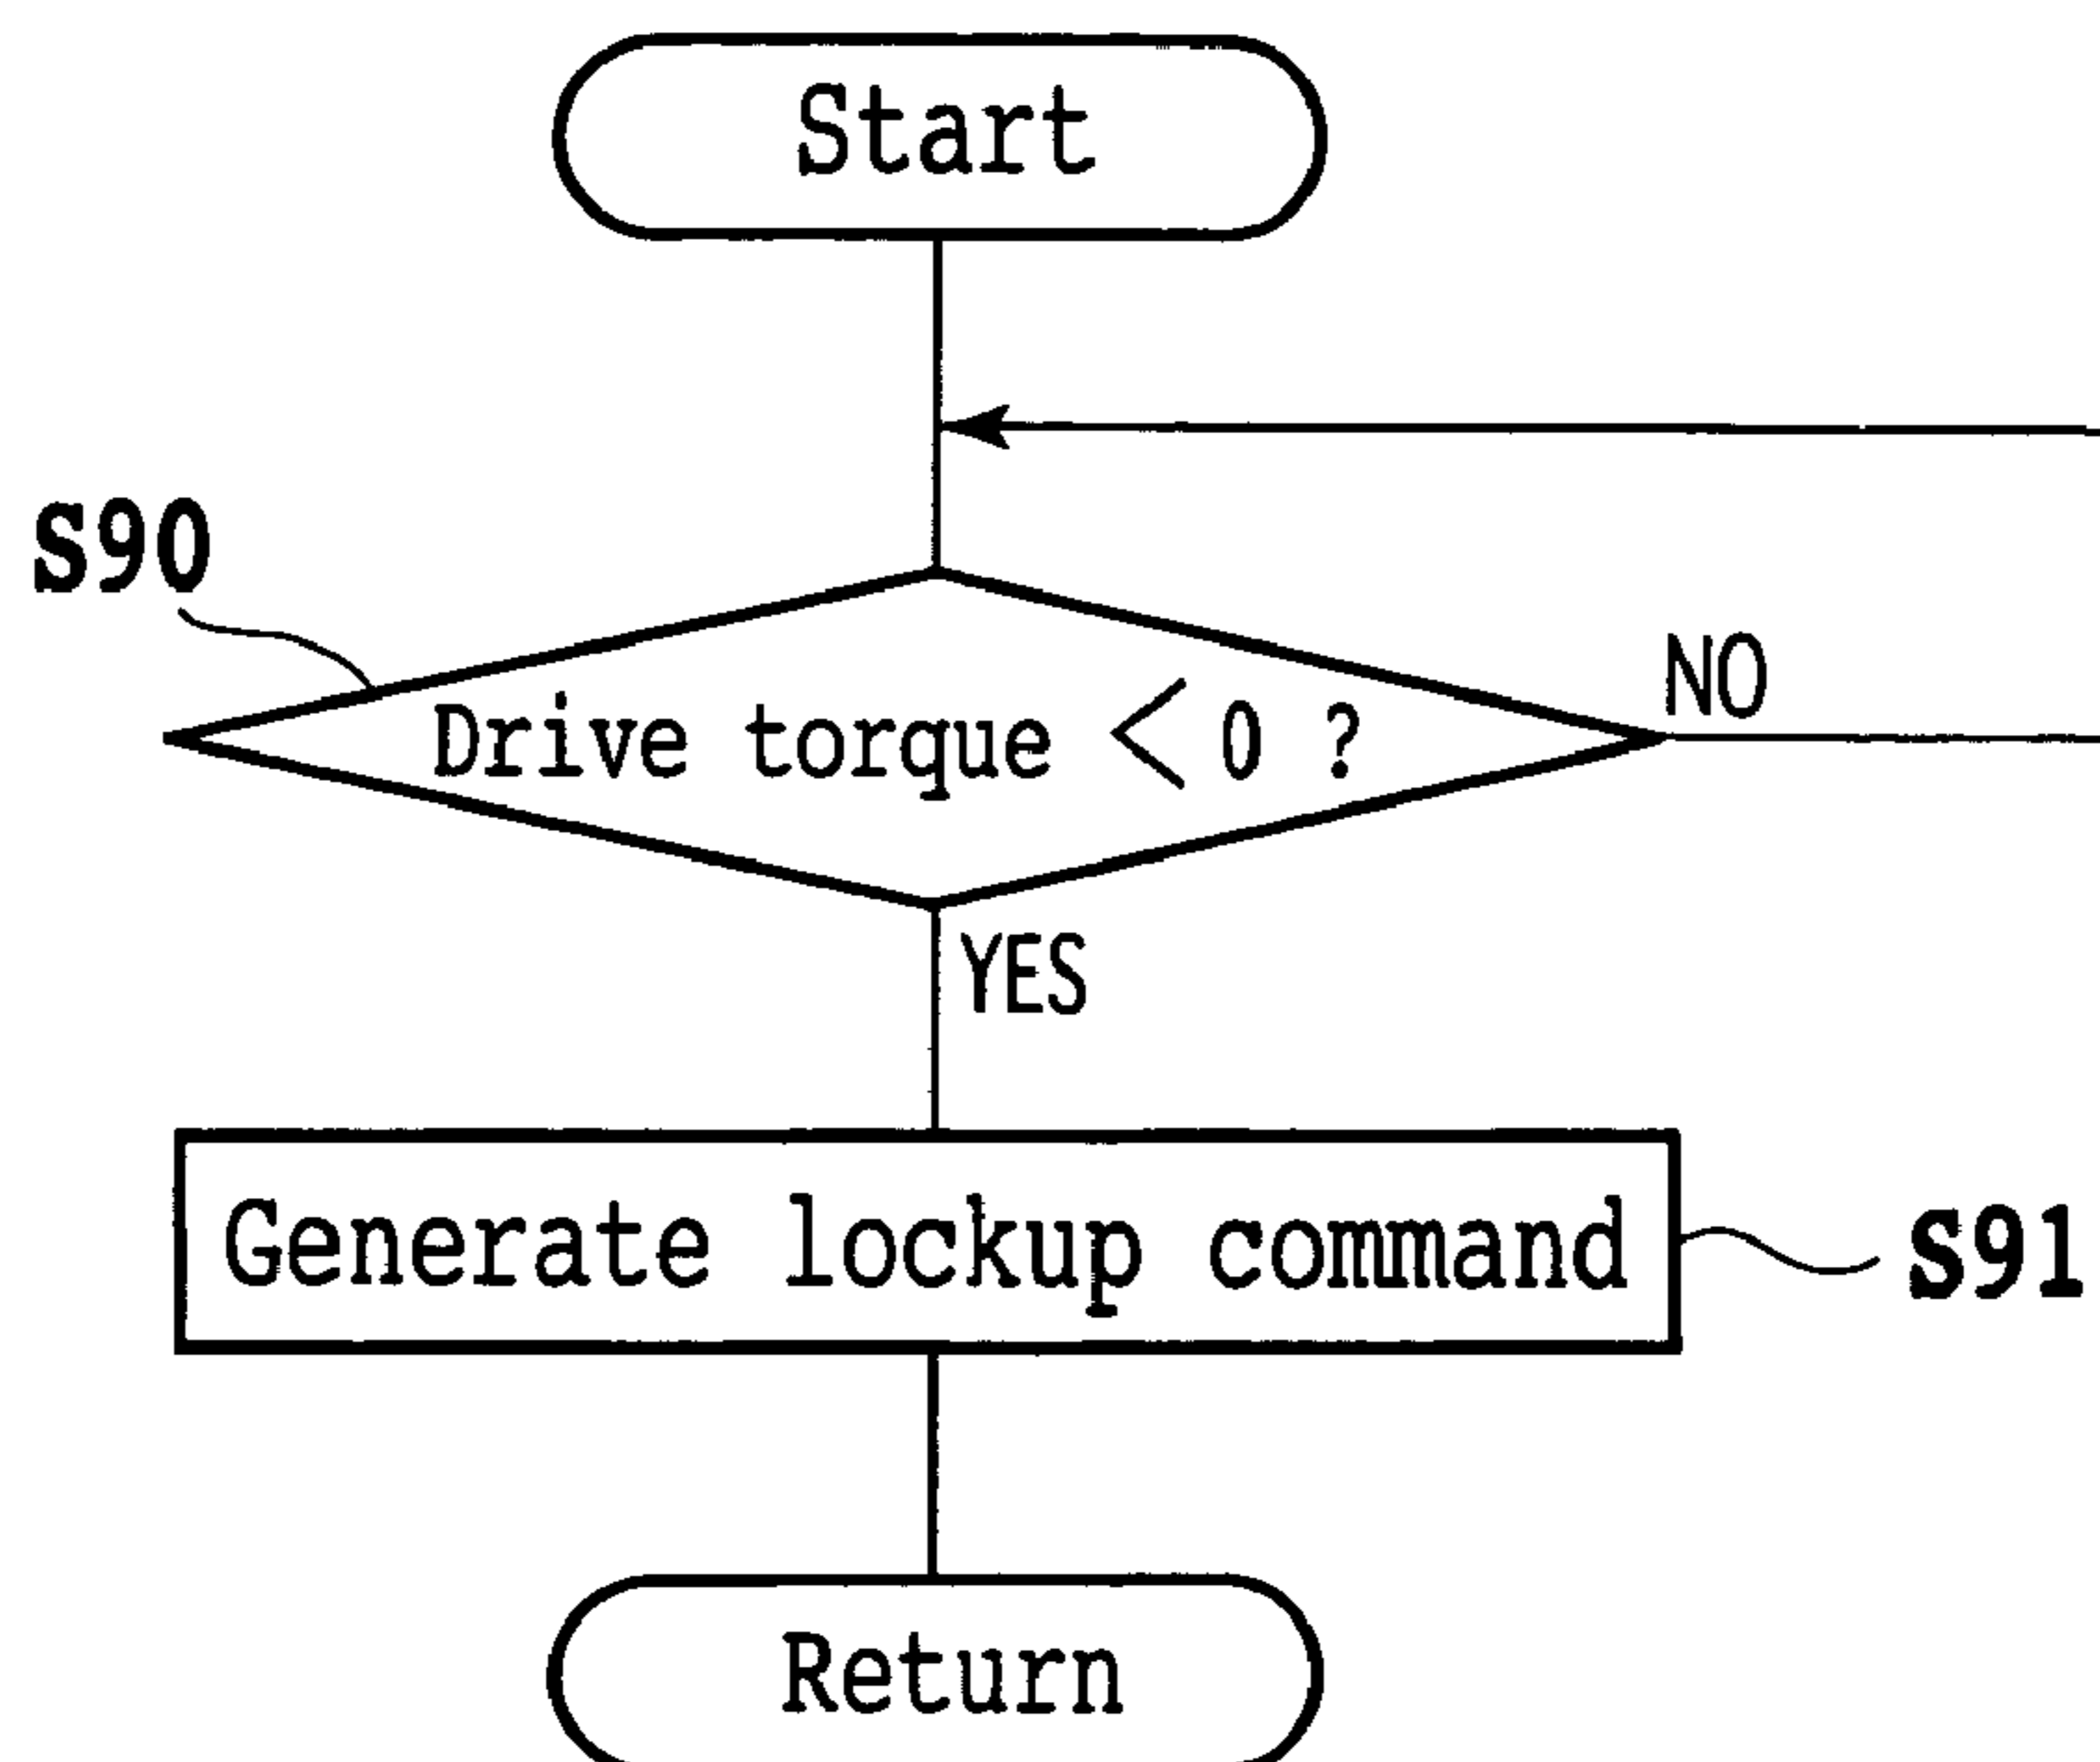 Start
S90
NO
Drive torque < 0 ?
YES
Generate lockup command
S91
Return